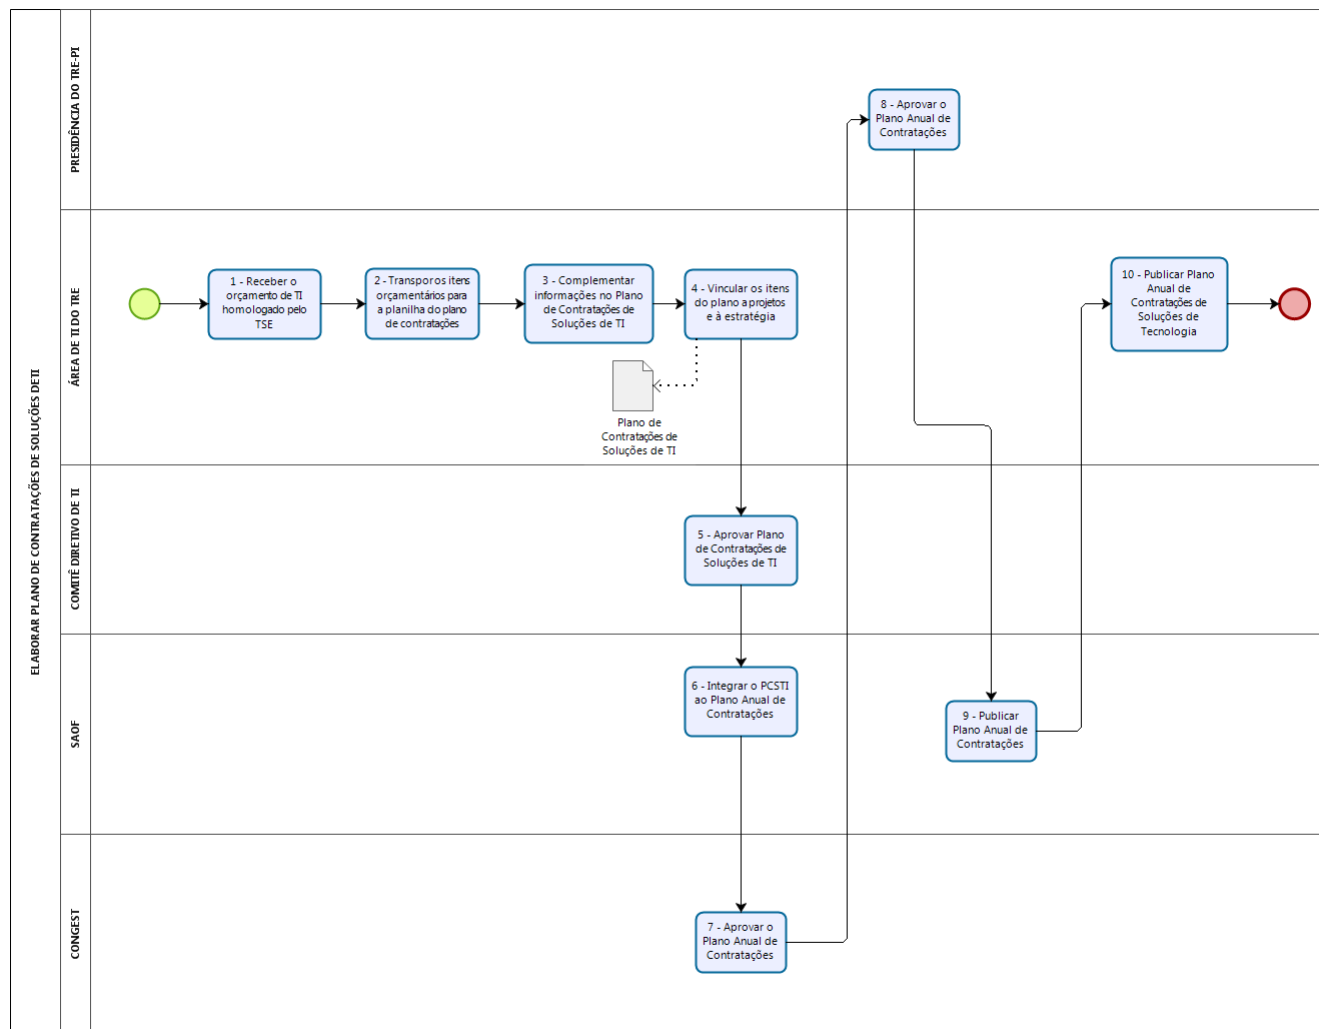 ELABORAR PLANO DE CONTRATAÇÕES DE SOLUÇÕES DETI
PRESIDÊNCIA DO TRE-PI
8 - Aprovar o
Plano Anual de
Contratações
ÁREA DE TI DO TRE
1 - Receber o
orçamento de TI
homologado pelo
TSE
2 - Transpor os itens
orçamentários para
a planilha do plano
de contratações
3 - Complementar
informações no Plano
de Contratações de
Soluções de TI
4 - Vincular os itens
do plano a projetos
e à estratégia
Plano de
Contratações de
Soluções de TI
10 - Publicar Plano
Anual de
Contratações de
Soluções de
Tecnologia
COMITÊ DIRETIVO DE TI
5 - Aprovar Plano
de Contratações de
Soluções de TI
SAOF
6 - Integrar o PCSTI
ao Plano Anual de
Contratações
9 - Publicar
Plano Anual de
Contratações
CONGEST
7 - Aprovar o
Plano Anual de
Contratações